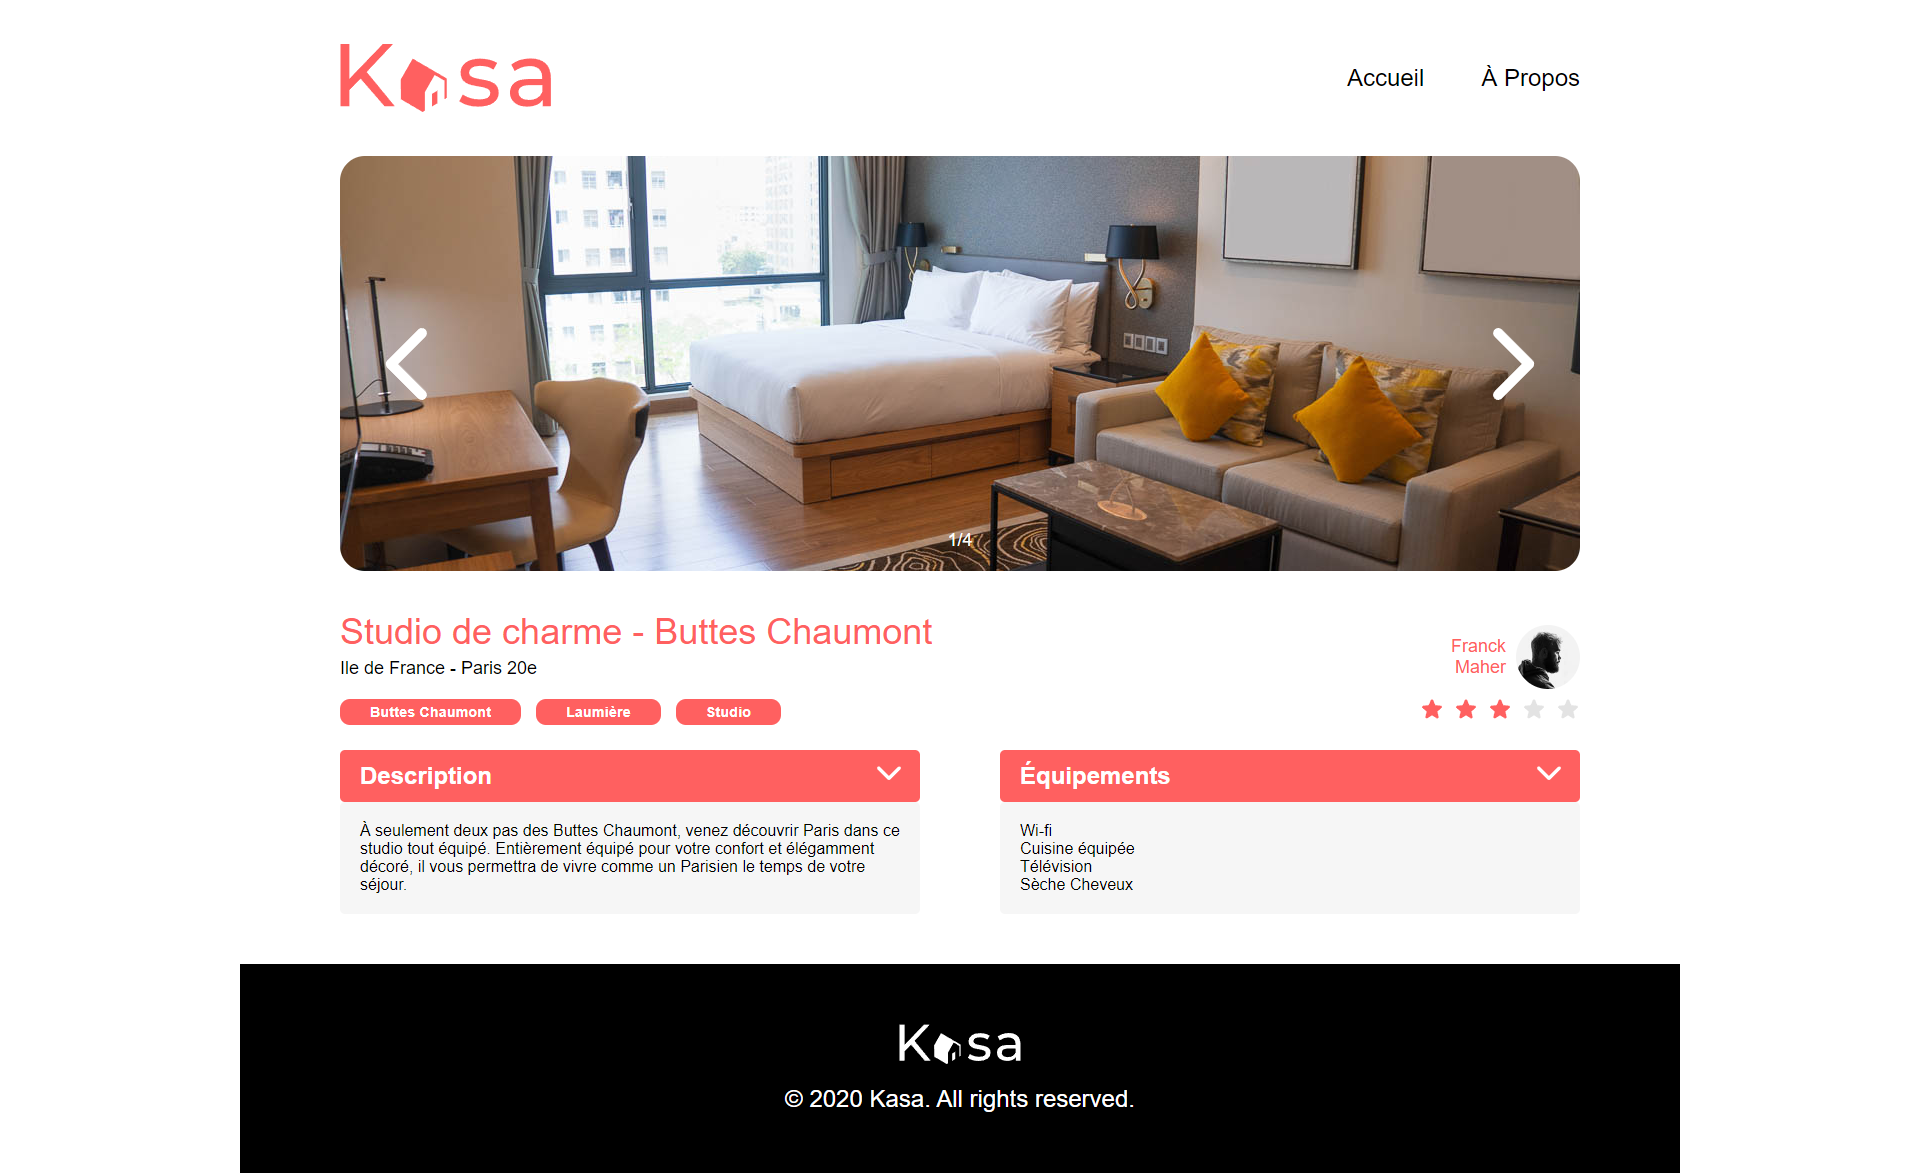 Kasa
Accueil
À Propos
1/4
Studio de charme - Buttes Chaumont
Ile de France - Paris 20e
Franck
Maher
Buttes Chaumont
Laumière
Studio
Description
À seulement deux pas des Buttes Chaumont, venez découvrir Paris dans ce
studio tout équipé. Entièrement équipé pour votre confort et élégamment
décoré, il vous permettra de vivre comme un Parisien le temps de votre
séjour.
Équipements
Wi-fi
Cuisine équipée
Télévision
Sèche Cheveux
Kasa
© 2020 Kasa. All rights reserved.